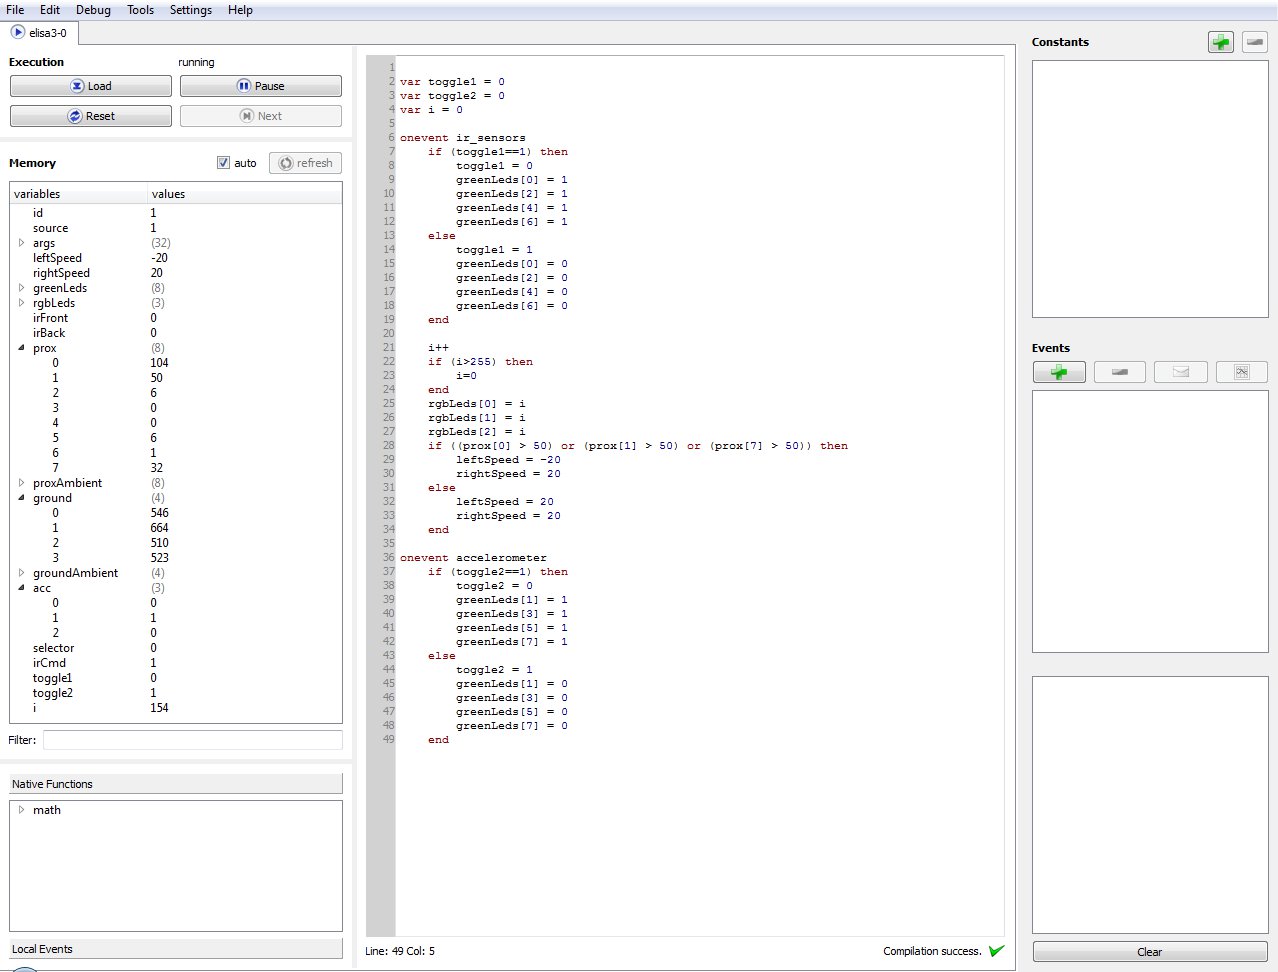 File Edit Debug Tools Settings Help
elisa3-0
Execution running
Load Pause
Reset Next
Memory auto refresh
variables values
id 1
source 1
args (32)
leftSpeed -20
rightSpeed 20
greenLeds (8)
rgbLeds (3)
irFront 0
irBack 0
prox (8)
0 104
1 50
2 6
3 0
4 0
5 6
6 1
7 32
proxAmbient (8)
ground (4)
0 546
1 664
2 510
3 523
groundAmbient (4)
acc (3)
0 0
1 1
2 0
selector 0
irCmd 1
toggle1 0
toggle2 1
i 154
Filter:
Native Functions
math
Local Events
1
2 var toggle1 = 0
3 var toggle2 = 0
4 var i = 0
5
6 onevent ir_sensors
7 if (toggle1==1) then
8 toggle1 = 0
9 greenLeds[0] = 1
10 greenLeds[2] = 1
11 greenLeds[4] = 1
12 greenLeds[6] = 1
13 else
14 toggle1 = 1
15 greenLeds[0] = 0
16 greenLeds[2] = 0
17 greenLeds[4] = 0
18 greenLeds[6] = 0
19 end
20
21 i++
22 if (i>255) then
23 i=0
24 end
25 rgbLeds[0] = i
26 rgbLeds[1] = i
27 rgbLeds[2] = i
28 if ((prox[0] > 50) or (prox[1] > 50) or (prox[7] > 50)) then
29 leftSpeed = -20
30 rightSpeed = 20
31 else
32 leftSpeed = 20
33 rightSpeed = 20
34 end
35
36 onevent accelerometer
37 if (toggle2==1) then
38 toggle2 = 0
39 greenLeds[1] = 1
40 greenLeds[3] = 1
41 greenLeds[5] = 1
42 greenLeds[7] = 1
43 else
44 toggle2 = 1
45 greenLeds[1] = 0
46 greenLeds[3] = 0
47 greenLeds[5] = 0
48 greenLeds[7] = 0
49 end
Line: 49 Col: 5 Compilation success.
Constants
Events
Clear